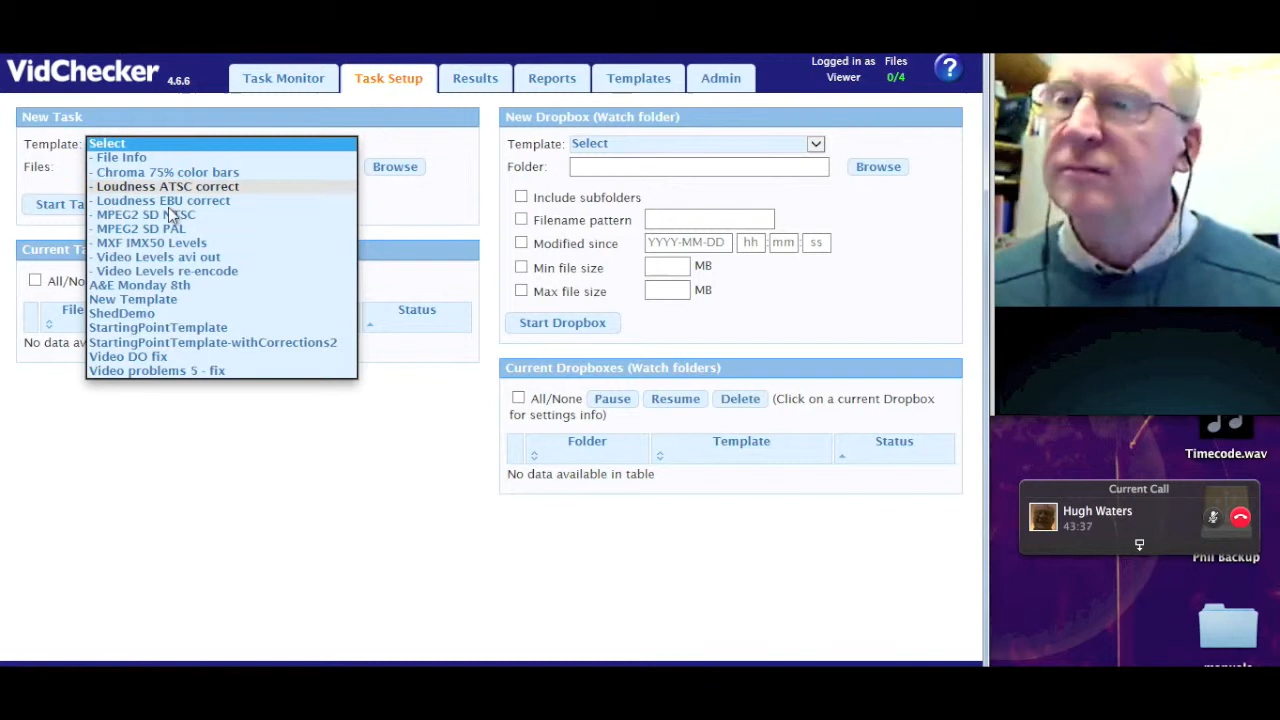 VidChecker 4.6.6
Task Monitor
Task Setup
Results
Reports
Templates
Admin
Logged in as
Viewer
Files
0/4
?
New Task
Template:
Select
- File Info
- Chroma 75% color bars
- Loudness ATSC correct
- Loudness EBU correct
- MPEG2 SD NTSC
- MPEG2 SD PAL
- MXF IMX50 Levels
- Video Levels avi out
- Video Levels re-encode
A&E Monday 8th
New Template
ShedDemo
StartingPointTemplate
StartingPointTemplate-withCorrections2
Video DO fix
Video problems 5 - fix
Files:
Browse
Start Ta
Current Ta
All/No
File
Status
No data ava
New Dropbox (Watch folder)
Template: Select
Folder:
Browse
Include subfolders
Filename pattern
Modified since YYYY-MM-DD hh : mm : ss
Min file size MB
Max file size MB
Start Dropbox
Current Dropboxes (Watch folders)
All/None Pause Resume Delete (Click on a current Dropbox
for settings info)
Folder Template Status
No data available in table
Timecode.wav
Current Call
Hugh Waters
43:37
Phil Backup